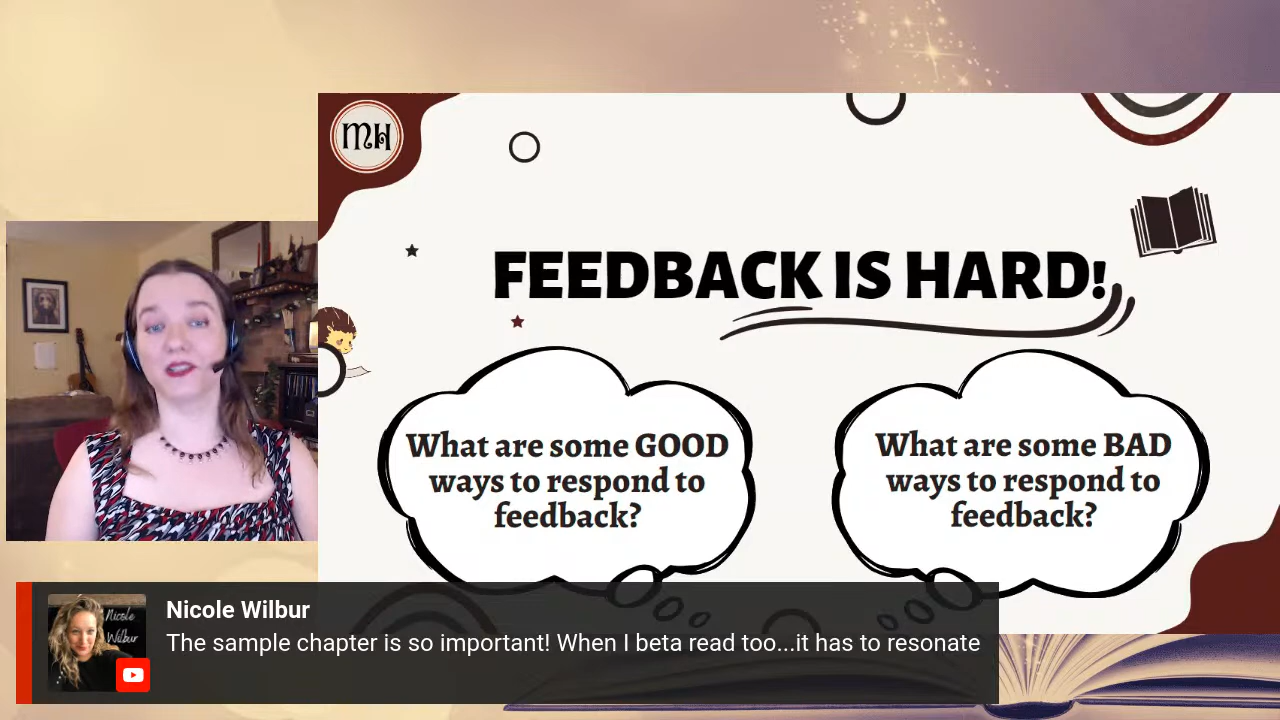 MH
FEEDBACK IS HARD!
What are some GOOD
ways to respond to
feedback?
What are some BAD
ways to respond to
feedback?
Nicole
Wilbur
Nicole Wilbur
The sample chapter is so important! When I beta read too...it has to resonate